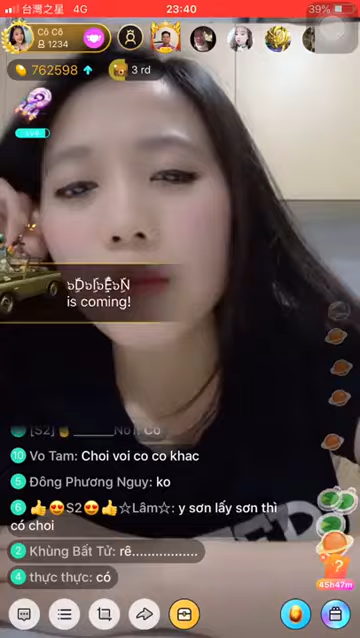 台灣之星 4G 23:40 39%
Cô Cô
1234
762598 3 rd
is coming!
[S2]
Vo Tam: Choi voi co co khac
Đông Phương Nguy: ko
S2 Lâm☆: y sơn lấy sơn thì
có choi
Khùng Bất Tử: rê.................
thực thực: có
45h47m